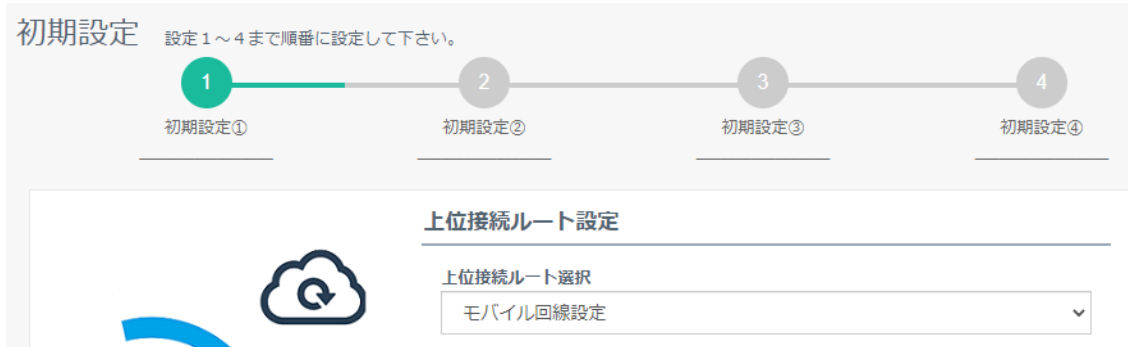 初期設定 設定１～４まで順番に設定して下さい。
1 2 3 4
初期設定① 初期設定② 初期設定③ 初期設定④
上位接続ルート設定
上位接続ルート選択
モバイル回線設定